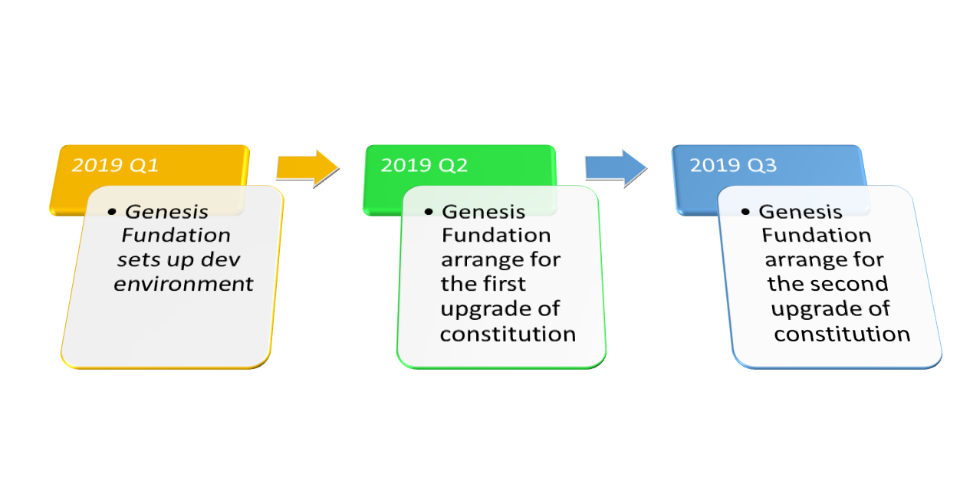 2019 Q1
• Genesis
Fundation
sets up dev
environment
2019 Q2
• Genesis
Fundation
arrange for
the first
upgrade of
constitution
2019 Q3
• Genesis
Fundation
arrange for
the second
upgrade of
constitution